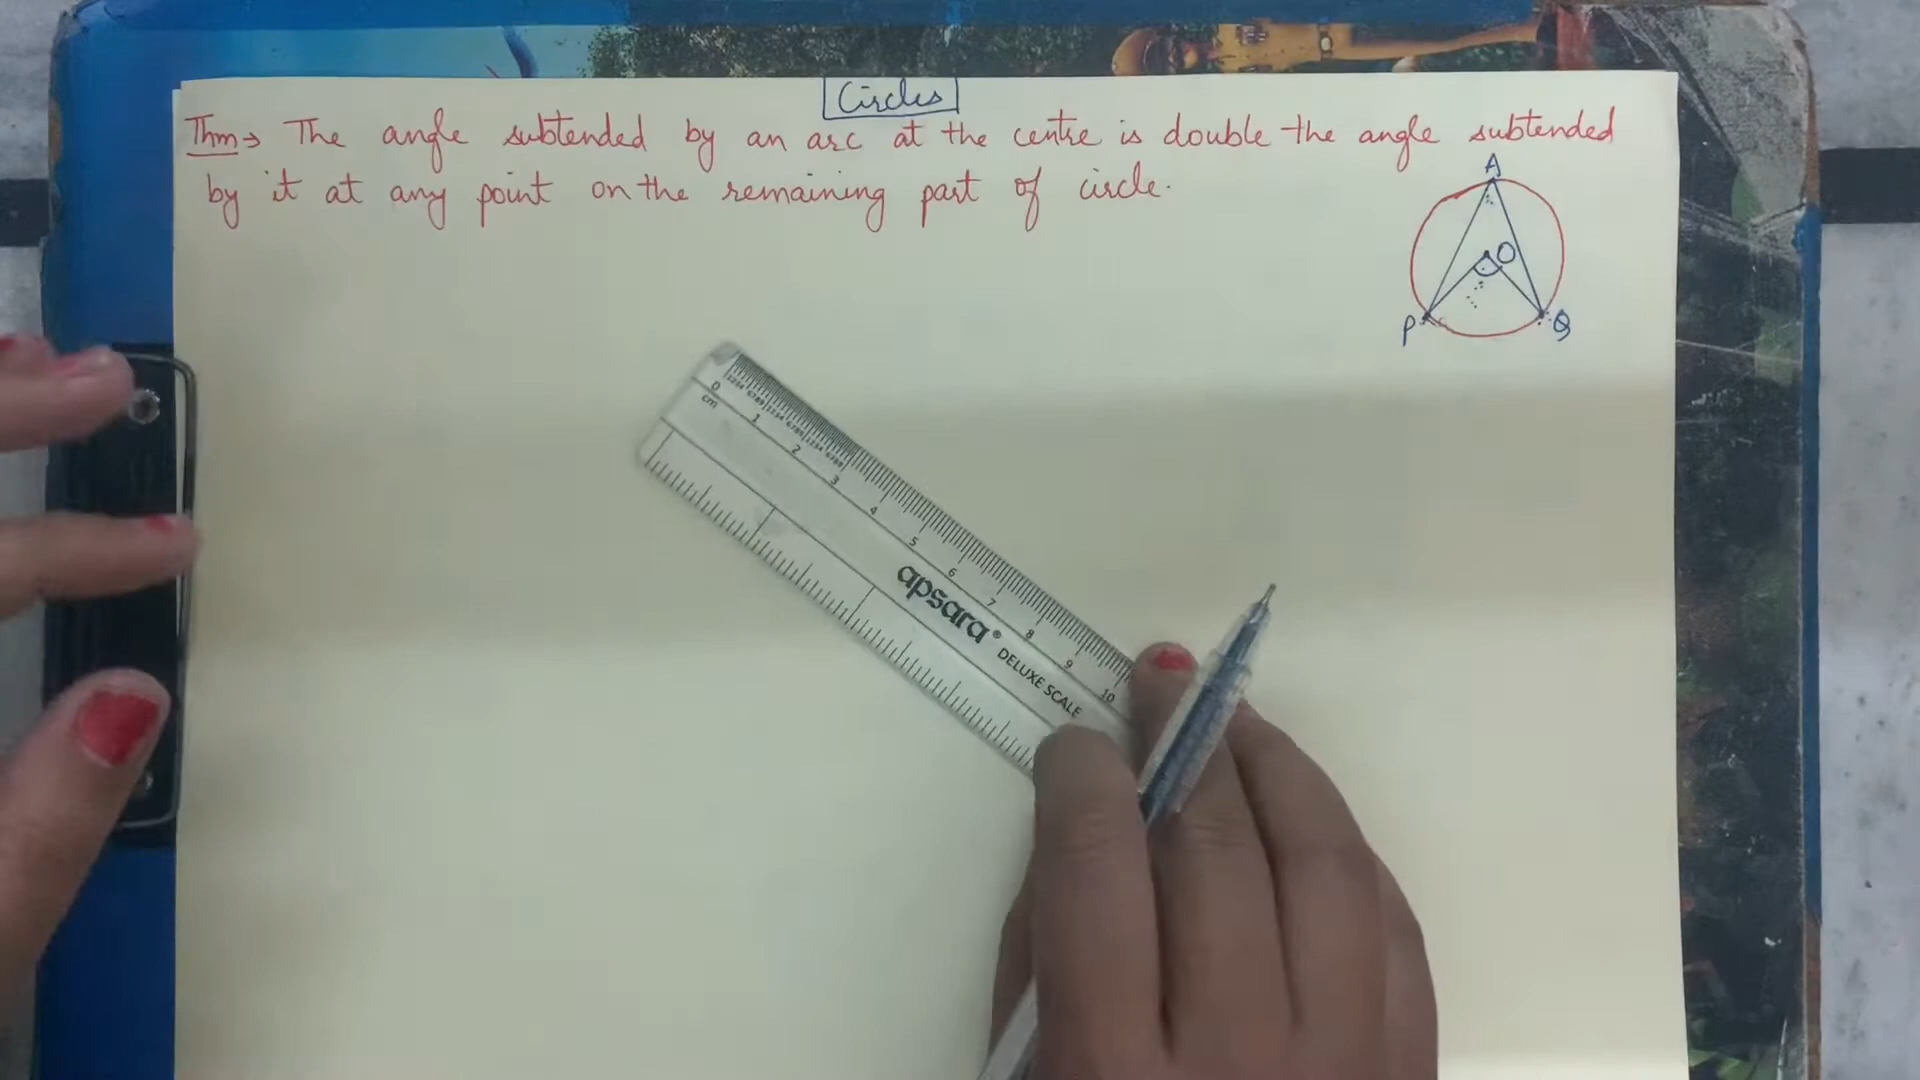 Circles
Thm→ The angle subtended by an arc at the centre is double the angle subtended
by it at any point on the remaining part of circle.
A
O
P
Q
0 1 2 3 4 5 6 7 8 9 10
cm
apsara®
DELUXE SCALE